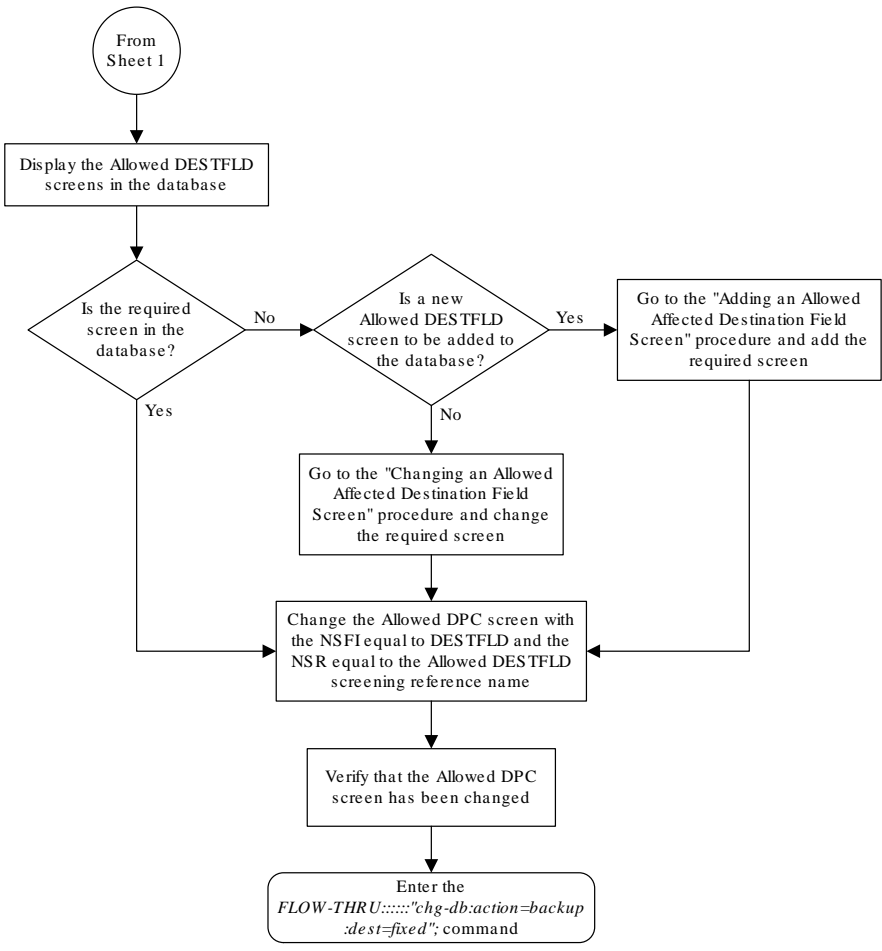 From
Sheet 1
Display the Allowed DESTFLD
screens in the database
Is the required
screen in the
database?
No
Yes
Is a new
Allowed DESTFLD
screen to be added to
the database?
Yes
No
Go to the "Adding an Allowed
Affected Destination Field
Screen" procedure and add the
required screen
Go to the "Changing an Allowed
Affected Destination Field
Screen" procedure and change
the required screen
Change the Allowed DPC screen with
the NSFI equal to DESTFLD and the
NSR equal to the Allowed DESTFLD
screening reference name
Verify that the Allowed DPC
screen has been changed
Enter the
FLOW-THRU::::::"chg-db:action=backup
:dest=fixed"; command